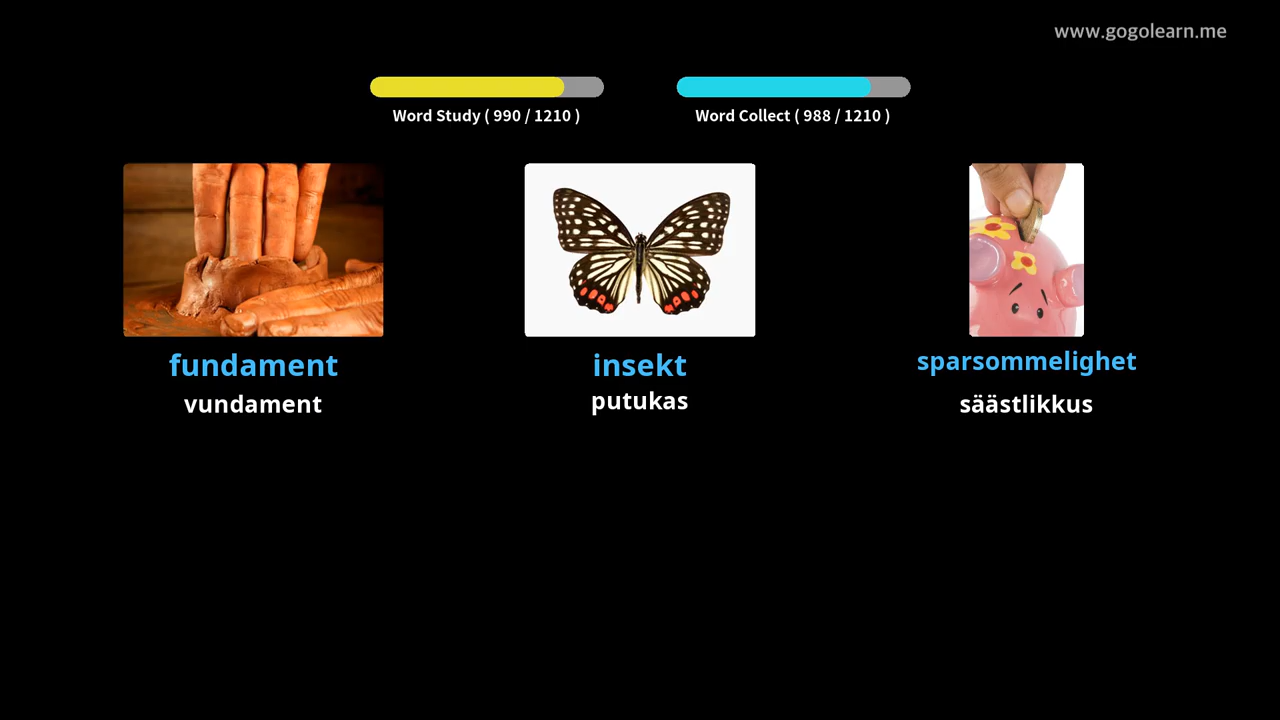 www.gogolearn.me
Word Study ( 990 / 1210 )
Word Collect ( 988 / 1210 )
fundament
insekt
sparsommelighet
vundament
putukas
säästlikkus